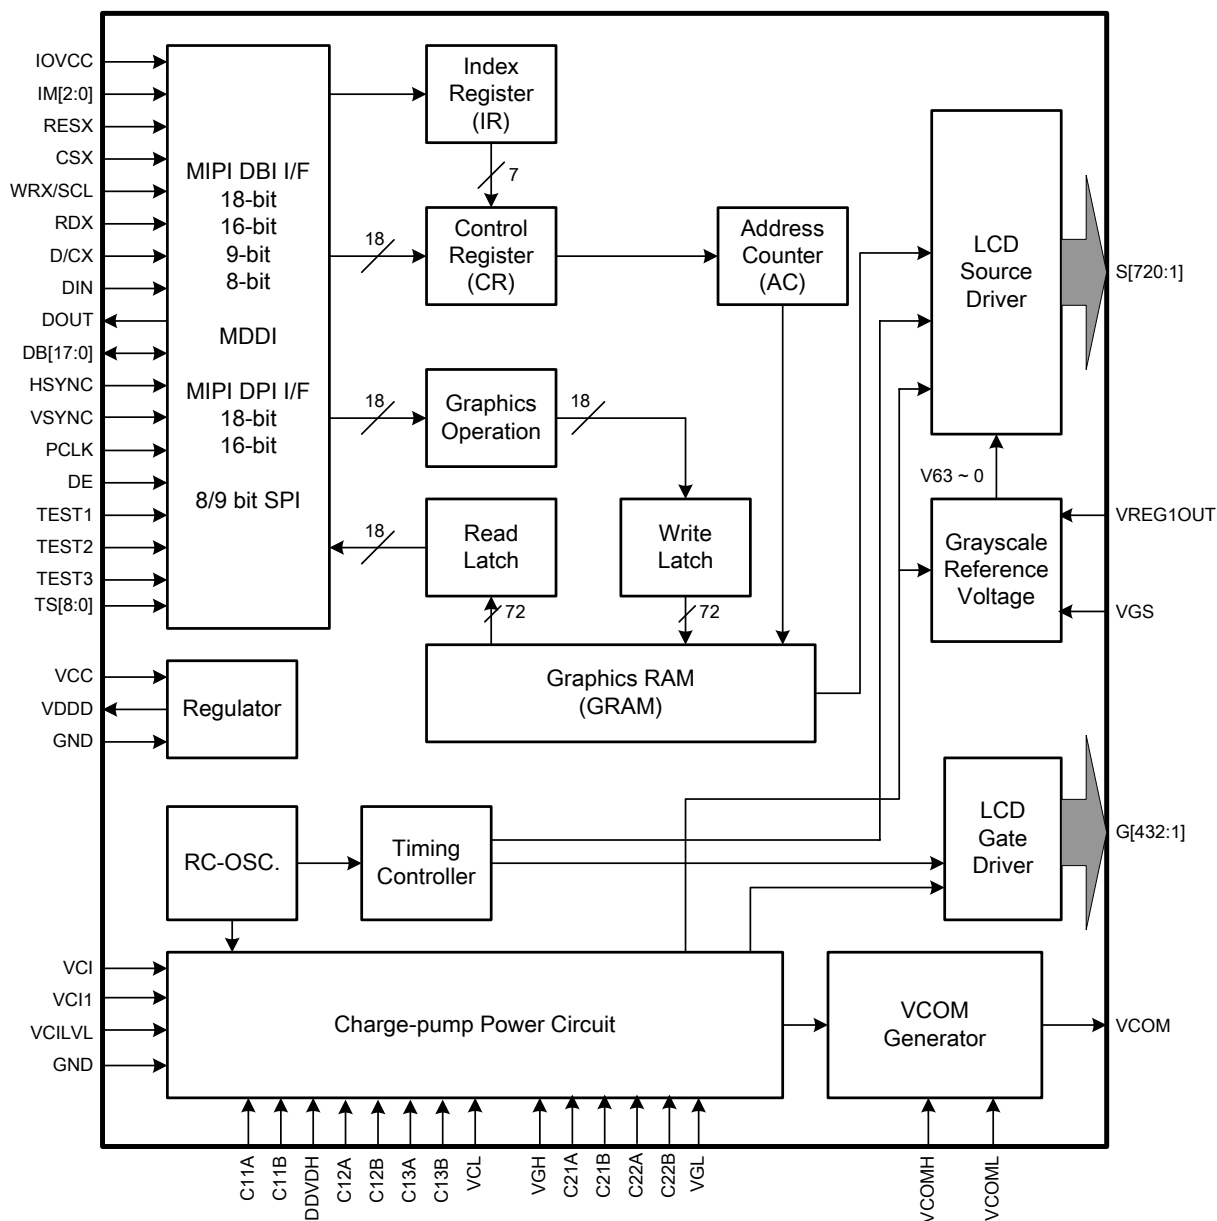 IOVCC
IM[2:0]
RESX
CSX
WRX/SCL
RDX
D/CX
DIN
DOUT
DB[17:0]
HSYNC
VSYNC
PCLK
DE
TEST1
TEST2
TEST3
TS[8:0]
MIPI DBI I/F
18-bit
16-bit
9-bit
8-bit
MDDI
MIPI DPI I/F
18-bit
16-bit
8/9 bit SPI
Index
Register
(IR)
7
18
Control
Register
(CR)
Address
Counter
(AC)
18
Graphics
Operation
18
18
Read
Latch
Write
Latch
72
72
Graphics RAM
(GRAM)
LCD
Source
Driver
S[720:1]
V63 ~ 0
Grayscale
Reference
Voltage
VREG1OUT
VGS
VCC
VDDD
GND
Regulator
RC-OSC.
Timing
Controller
LCD
Gate
Driver
G[432:1]
VCI
VCI1
VCILVL
GND
Charge-pump Power Circuit
VCOM
Generator
VCOM
C11A
C11B
DDVDH
C12A
C12B
C13A
C13B
VCL
VGH
C21A
C21B
C22A
C22B
VGL
VCOMH
VCOML